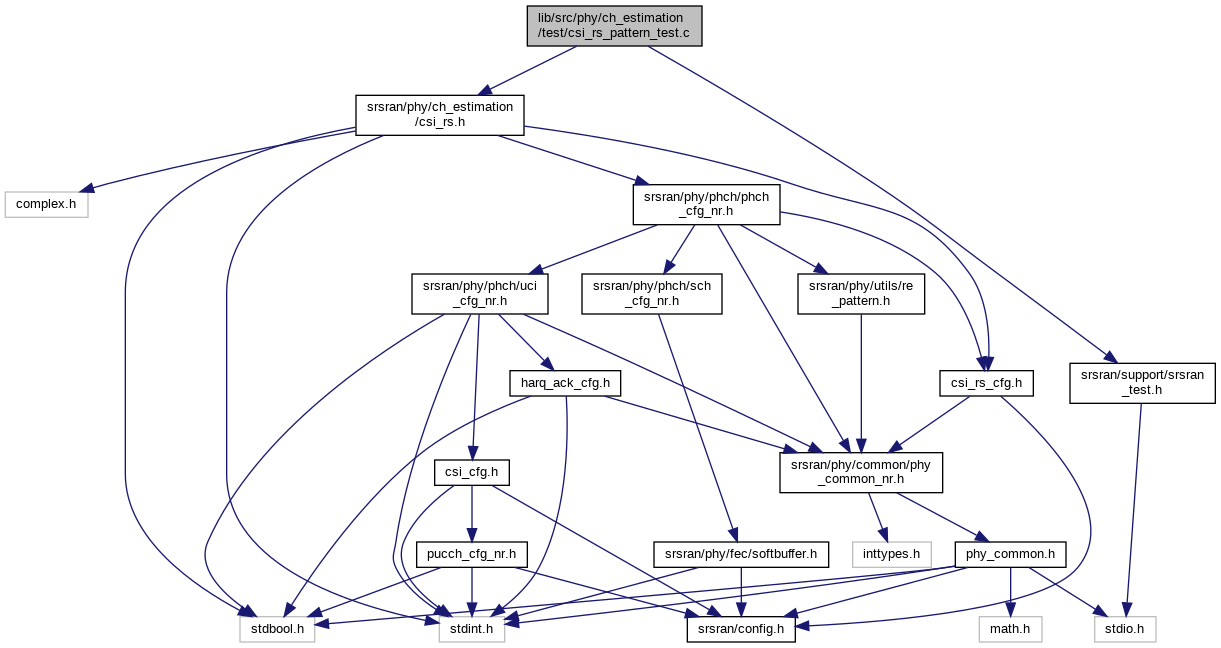 lib/src/phy/ch_estimation
/test/csi_rs_pattern_test.c
srsran/phy/ch_estimation
/csi_rs.h
complex.h
srsran/phy/phch/phch
_cfg_nr.h
srsran/phy/phch/uci
_cfg_nr.h
srsran/phy/phch/sch
_cfg_nr.h
srsran/phy/utils/re
_pattern.h
harq_ack_cfg.h
csi_rs_cfg.h
srsran/support/srsran
_test.h
csi_cfg.h
srsran/phy/common/phy
_common_nr.h
pucch_cfg_nr.h
srsran/phy/fec/softbuffer.h
inttypes.h
phy_common.h
stdbool.h
stdint.h
srsran/config.h
math.h
stdio.h